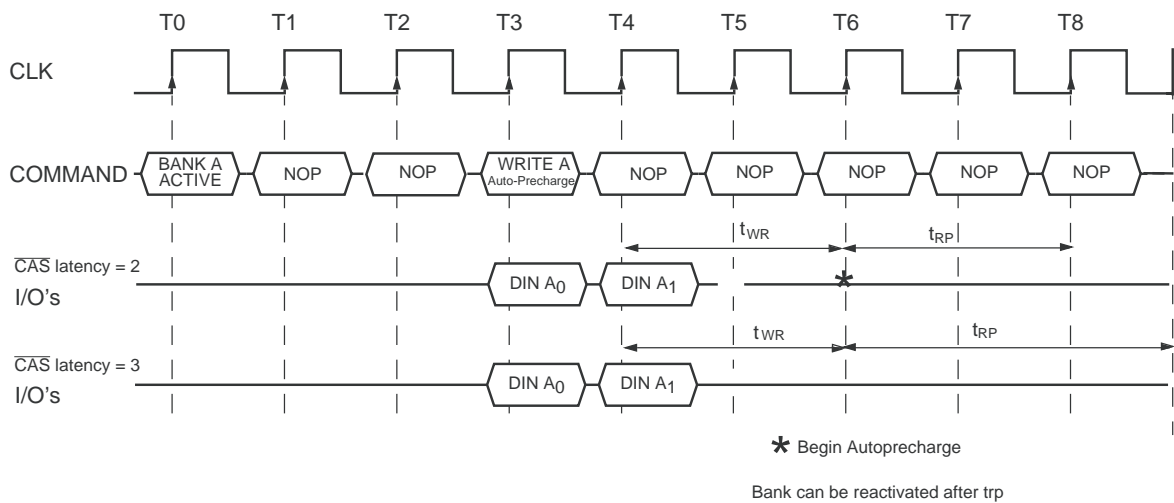 T0 T1 T2 T3 T4 T5 T6 T7 T8
CLK
COMMAND
BANK A
ACTIVE
NOP
NOP
WRITE A
Auto-Precharge
NOP
NOP
NOP
NOP
NOP
tWR
tRP
CAS latency = 2
I/O's
DIN A0
DIN A1
*
tWR
tRP
CAS latency = 3
I/O's
DIN A0
DIN A1
* Begin Autoprecharge
Bank can be reactivated after trp